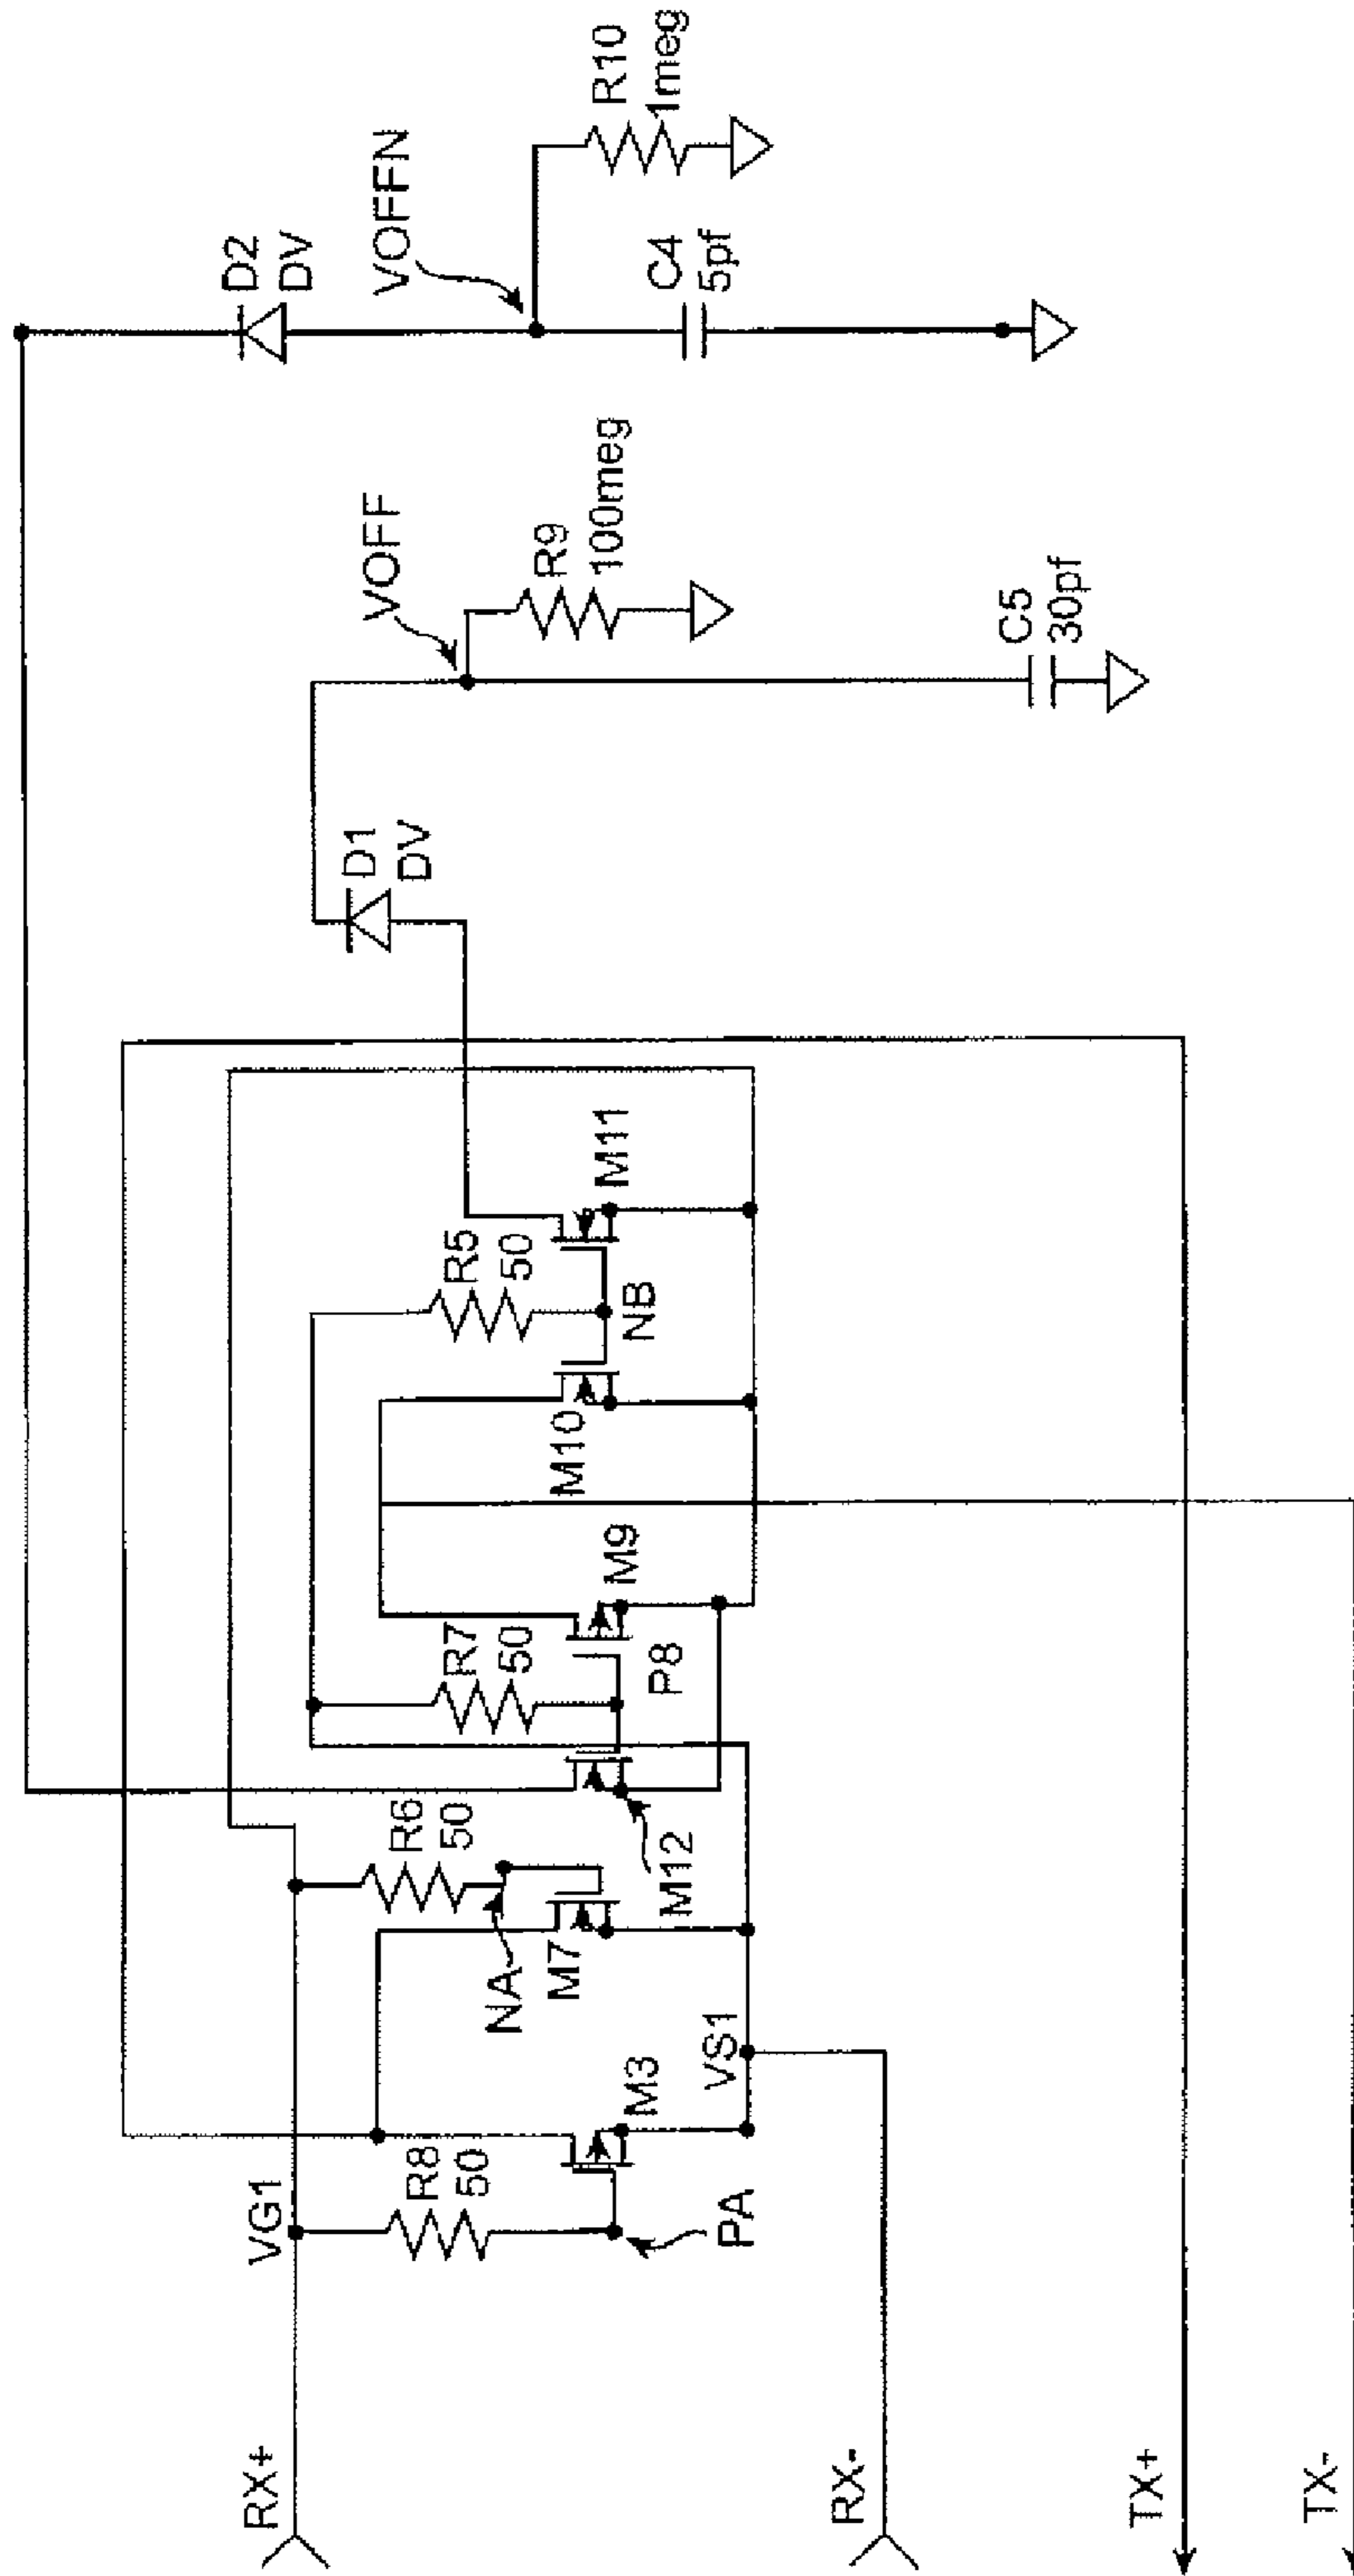 RX+
RX-
TX+
TX-
VG1
R8
50
PA
M3
VS1
NA
M7
R6
50
M12
R7
50
P8
M9
M10
NB
R5
50
M11
D1
DV
VOFF
R9
100meg
C5
30pf
D2
DV
VOFFN
C4
5pf
R10
1meg